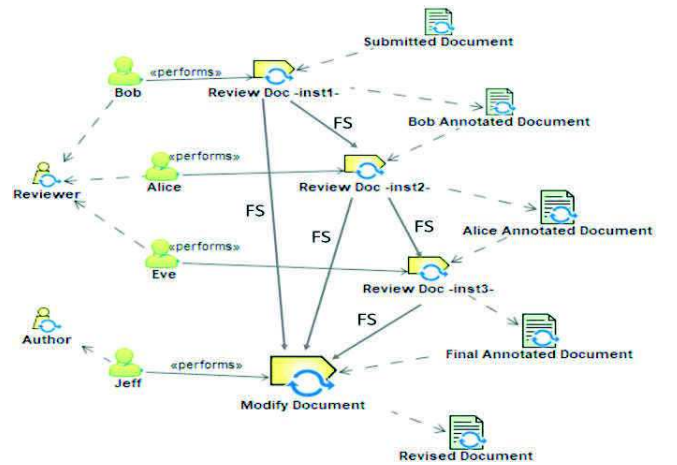 Submitted Document
«performs»
Bob
Review Doc -inst1-
FS
Bob Annotated Document
«performs»
Alice
Review Doc -inst2-
Reviewer
FS
FS
FS
Alice Annotated Document
«performs»
Eve
Review Doc -inst3-
FS
Author
Final Annotated Document
«performs»
Jeff
Modify Document
Revised Document